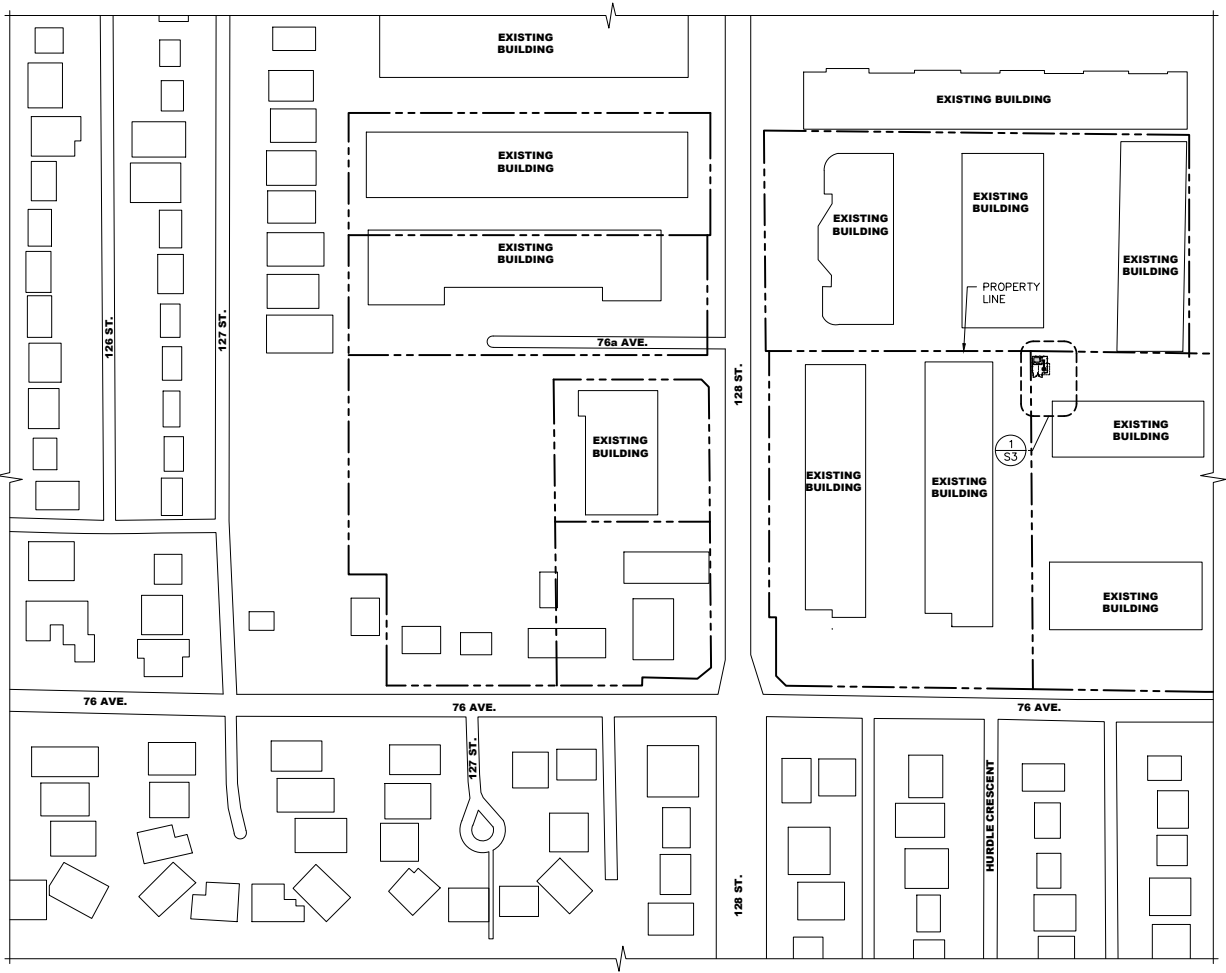 EXISTING
BUILDING
EXISTING BUILDING
EXISTING
BUILDING
EXISTING
BUILDING
EXISTING
BUILDING
EXISTING
BUILDING
EXISTING
BUILDING
PROPERTY
LINE
126 ST.
127 ST.
76a AVE.
128 ST.
EXISTING
BUILDING
EXISTING
BUILDING
1
S3
EXISTING
BUILDING
EXISTING
BUILDING
EXISTING
BUILDING
76 AVE.
76 AVE.
76 AVE.
127 ST.
HURDLE CRESCENT
128 ST.